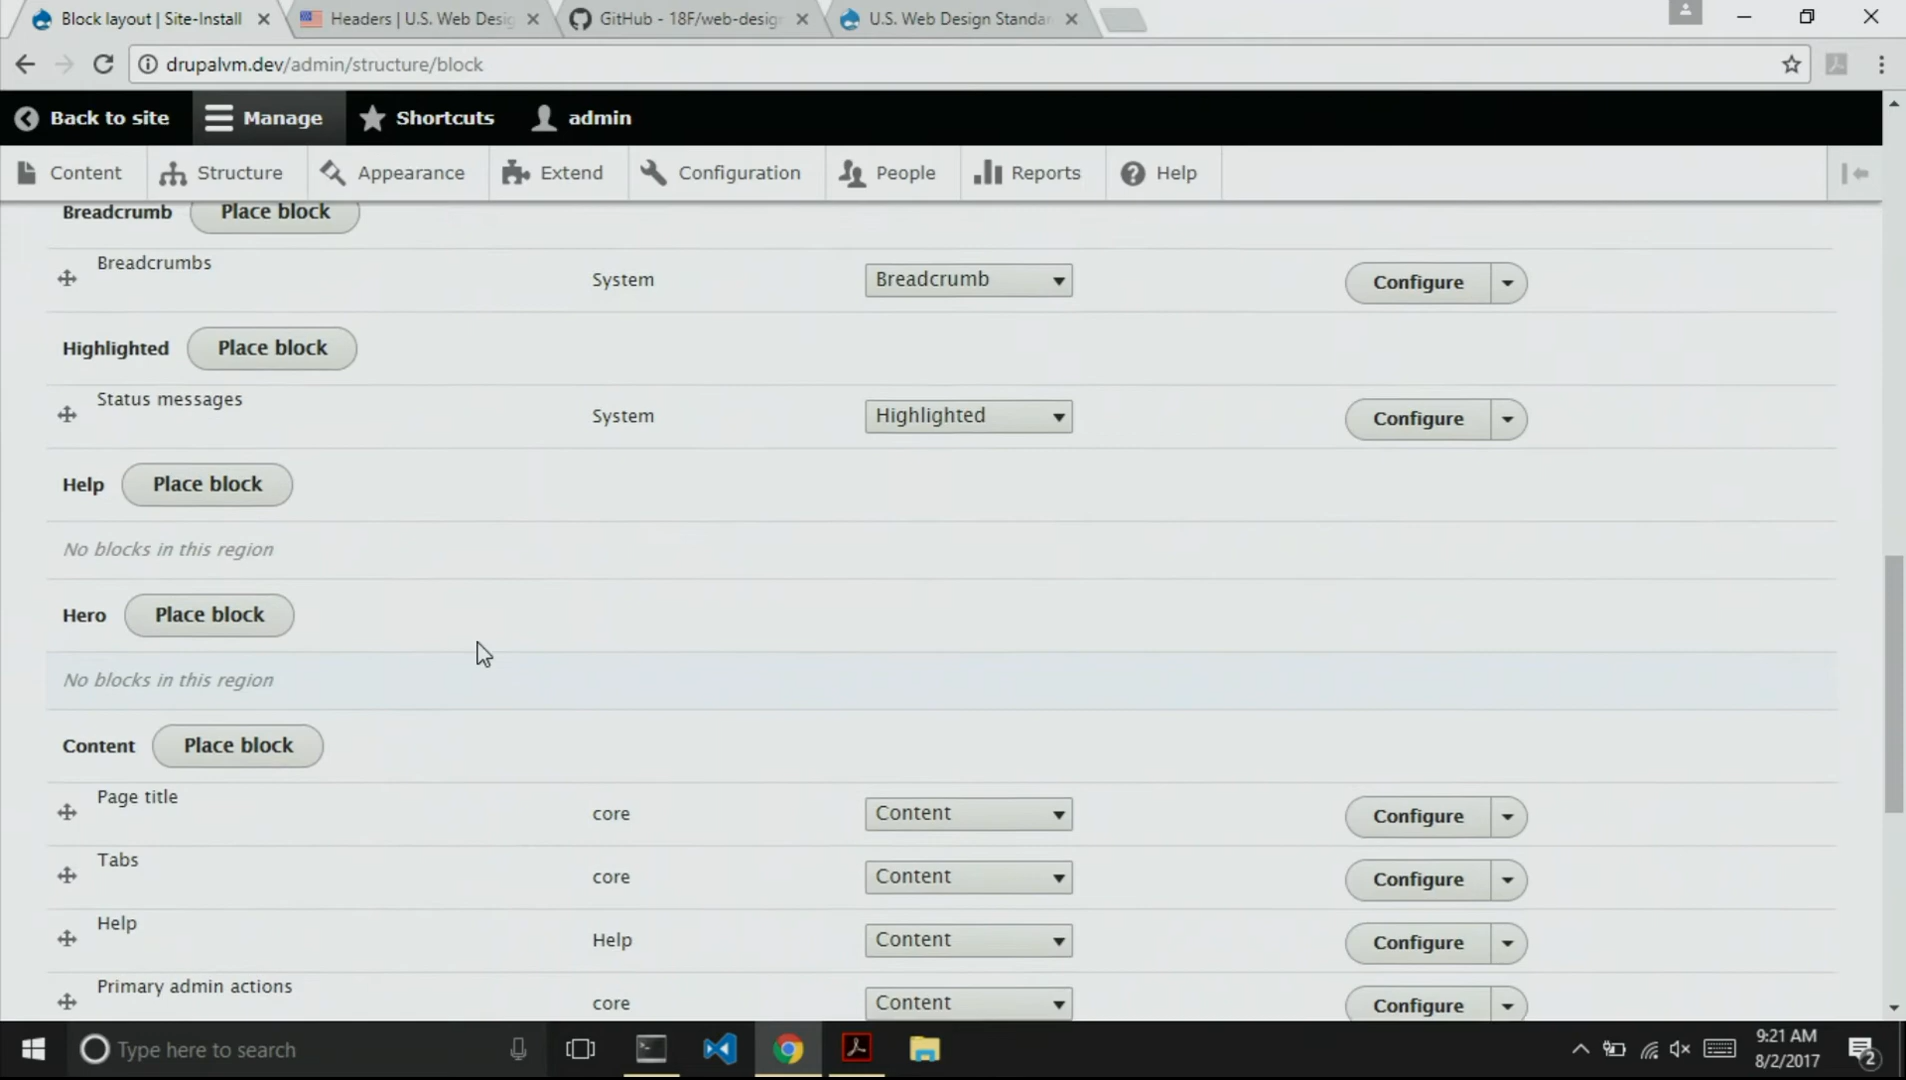 Block layout | Site-Install
Headers | U.S. Web Desig
GitHub - 18F/web-design
U.S. Web Design Standar
drupalvm.dev/admin/structure/block
Back to site
Manage
Shortcuts
admin
Content
Structure
Appearance
Extend
Configuration
People
Reports
Help
Breadcrumb
Place block
Breadcrumbs
System
Breadcrumb
Configure
Highlighted
Place block
Status messages
System
Highlighted
Configure
Help
Place block
No blocks in this region
Hero
Place block
No blocks in this region
Content
Place block
Page title
core
Content
Configure
Tabs
core
Content
Configure
Help
Help
Content
Configure
Primary admin actions
core
Content
Configure
Type here to search
9:21 AM
8/2/2017
2